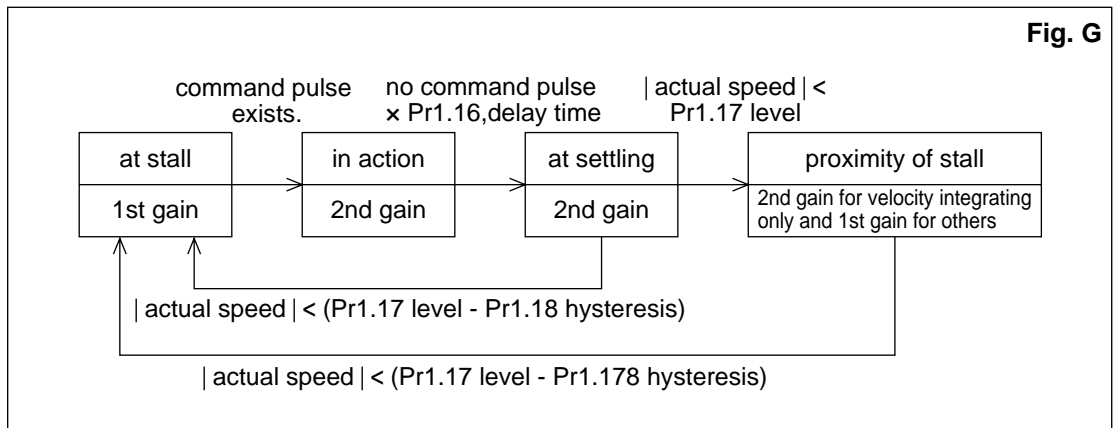 Fig. G
command pulse
exists.
no command pulse
× Pr1.16,delay time
|actual speed| <
Pr1.17 level
at stall
in action
at settling
proximity of stall
1st gain
2nd gain
2nd gain
2nd gain for velocity integrating
only and 1st gain for others
|actual speed| < (Pr1.17 level - Pr1.18 hysteresis)
|actual speed| < (Pr1.17 level - Pr1.178 hysteresis)